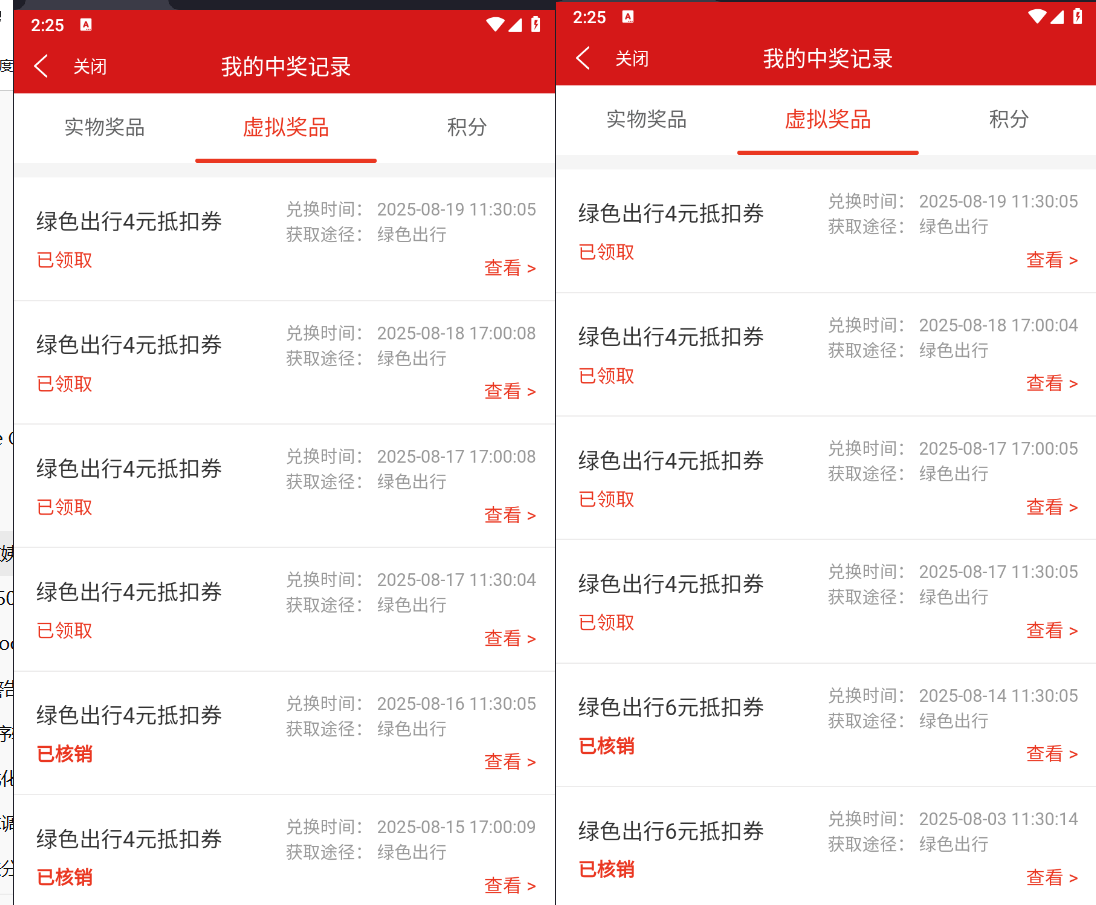 2:25
关闭
我的中奖记录
实物奖品
虚拟奖品
积分
绿色出行4元抵扣券
兑换时间： 2025-08-19 11:30:05
获取途径： 绿色出行
已领取
查看 >
绿色出行4元抵扣券
兑换时间： 2025-08-18 17:00:08
获取途径： 绿色出行
已领取
查看 >
绿色出行4元抵扣券
兑换时间： 2025-08-17 17:00:08
获取途径： 绿色出行
已领取
查看 >
绿色出行4元抵扣券
兑换时间： 2025-08-17 11:30:04
获取途径： 绿色出行
已领取
查看 >
绿色出行4元抵扣券
兑换时间： 2025-08-16 11:30:05
获取途径： 绿色出行
已核销
查看 >
绿色出行4元抵扣券
兑换时间： 2025-08-15 17:00:09
获取途径： 绿色出行
已核销
查看 >
2:25
关闭
我的中奖记录
实物奖品
虚拟奖品
积分
绿色出行4元抵扣券
兑换时间： 2025-08-19 11:30:05
获取途径： 绿色出行
已领取
查看 >
绿色出行4元抵扣券
兑换时间： 2025-08-18 17:00:04
获取途径： 绿色出行
已领取
查看 >
绿色出行4元抵扣券
兑换时间： 2025-08-17 17:00:05
获取途径： 绿色出行
已领取
查看 >
绿色出行4元抵扣券
兑换时间： 2025-08-17 11:30:05
获取途径： 绿色出行
已领取
查看 >
绿色出行6元抵扣券
兑换时间： 2025-08-14 11:30:05
获取途径： 绿色出行
已核销
查看 >
绿色出行6元抵扣券
兑换时间： 2025-08-03 11:30:14
获取途径： 绿色出行
已核销
查看 >